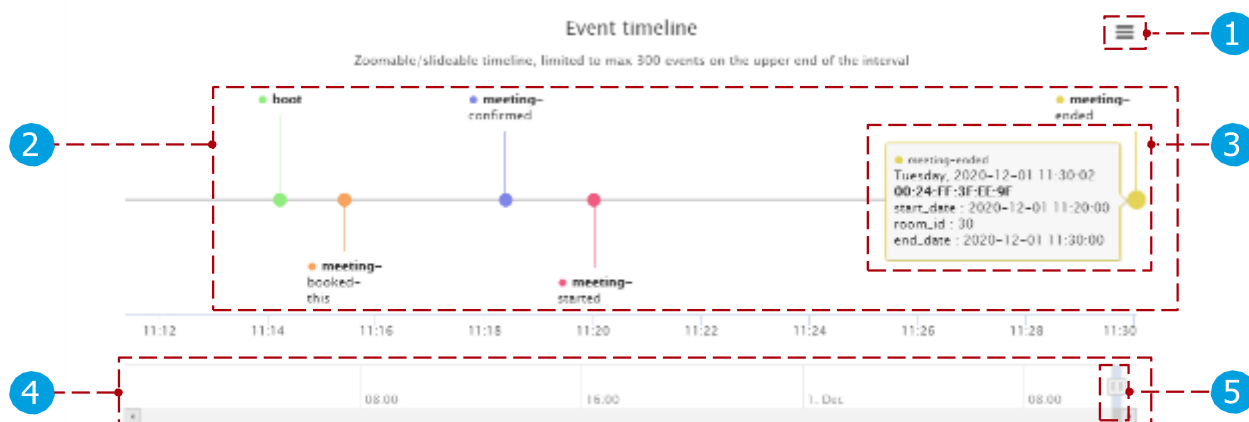 Event timeline
1
Zoomable/slideable timeline, limited to max 300 events on the upper end of the interval
boot
meeting-
confirmed
meeting-
ended
2
3
meeting-ended
Tuesday, 2020-12-01 11:30:02
00:24:FF:3F:EE:9F
start_date : 2020-12-01 11:20:00
room_id : 30
end_date : 2020-12-01 11:30:00
meeting-
booked-
this
meeting-
started
11:12 11:14 11:16 11:18 11:20 11:22 11:24 11:26 11:28 11:30
4
08:00 16:00 1. Dec 08:00
5